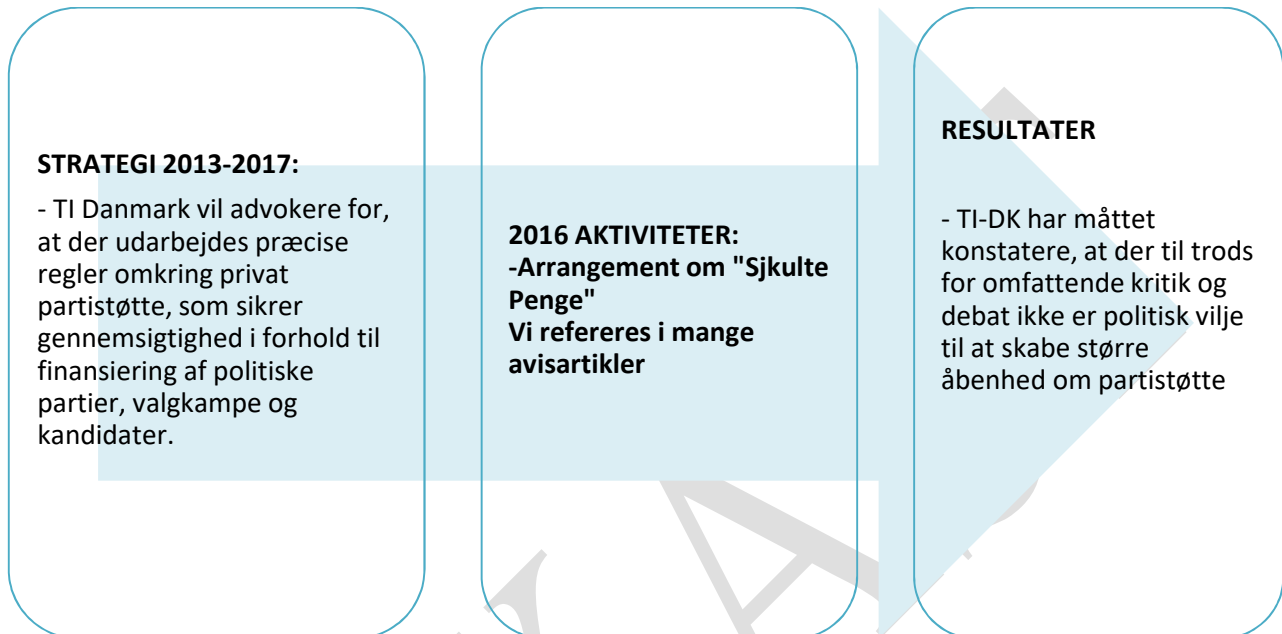 STRATEGI 2013-2017:
- TI Danmark vil advokere for,
at der udarbejdes præcise
regler omkring privat
partistøtte, som sikrer
gennemsigtighed i forhold til
finansiering af politiske
partier, valgkampe og
kandidater.
2016 AKTIVITETER:
-Arrangement om "Sjkulte
Penge"
Vi refereres i mange
avisartikler
RESULTATER
- TI-DK har måttet
konstatere, at der til trods
for omfattende kritik og
debat ikke er politisk vilje
til at skabe større
åbenhed om partistøtte